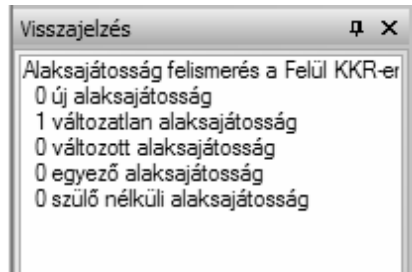 Visszajelzés
Alaksajátosság felismerés a Felül KKR-er
0 új alaksajátosság
1 változatlan alaksajátosság
0 változott alaksajátosság
0 egyező alaksajátosság
0 szülő nélküli alaksajátosság